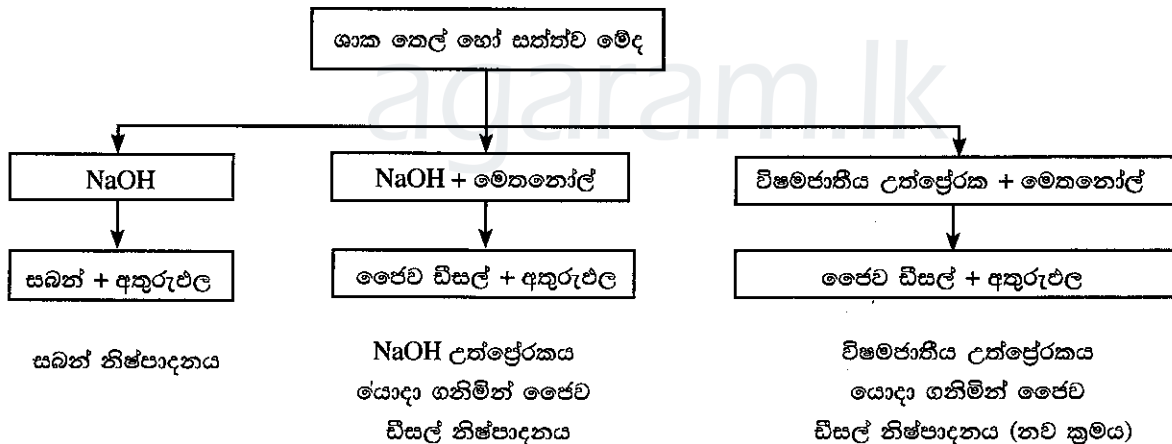 ශාක තෙල් හෝ සත්ත්ව මේද
agaram.lk
NaOH
NaOH + මෙතනෝල්
විෂමජාතීය උත්ප්‍රේරක + මෙතනෝල්
සබන් + අතුරුඵල
ජෛව ඩීසල් + අතුරුඵල
ජෛව ඩීසල් + අතුරුඵල
සබන් නිෂ්පාදනය
NaOH උත්ප්‍රේරකය
යොදා ගනිමින් ජෛව
ඩීසල් නිෂ්පාදනය
විෂමජාතීය උත්ප්‍රේරකය
යොදා ගනිමින් ජෛව
ඩීසල් නිෂ්පාදනය (නව ක්‍රමය)